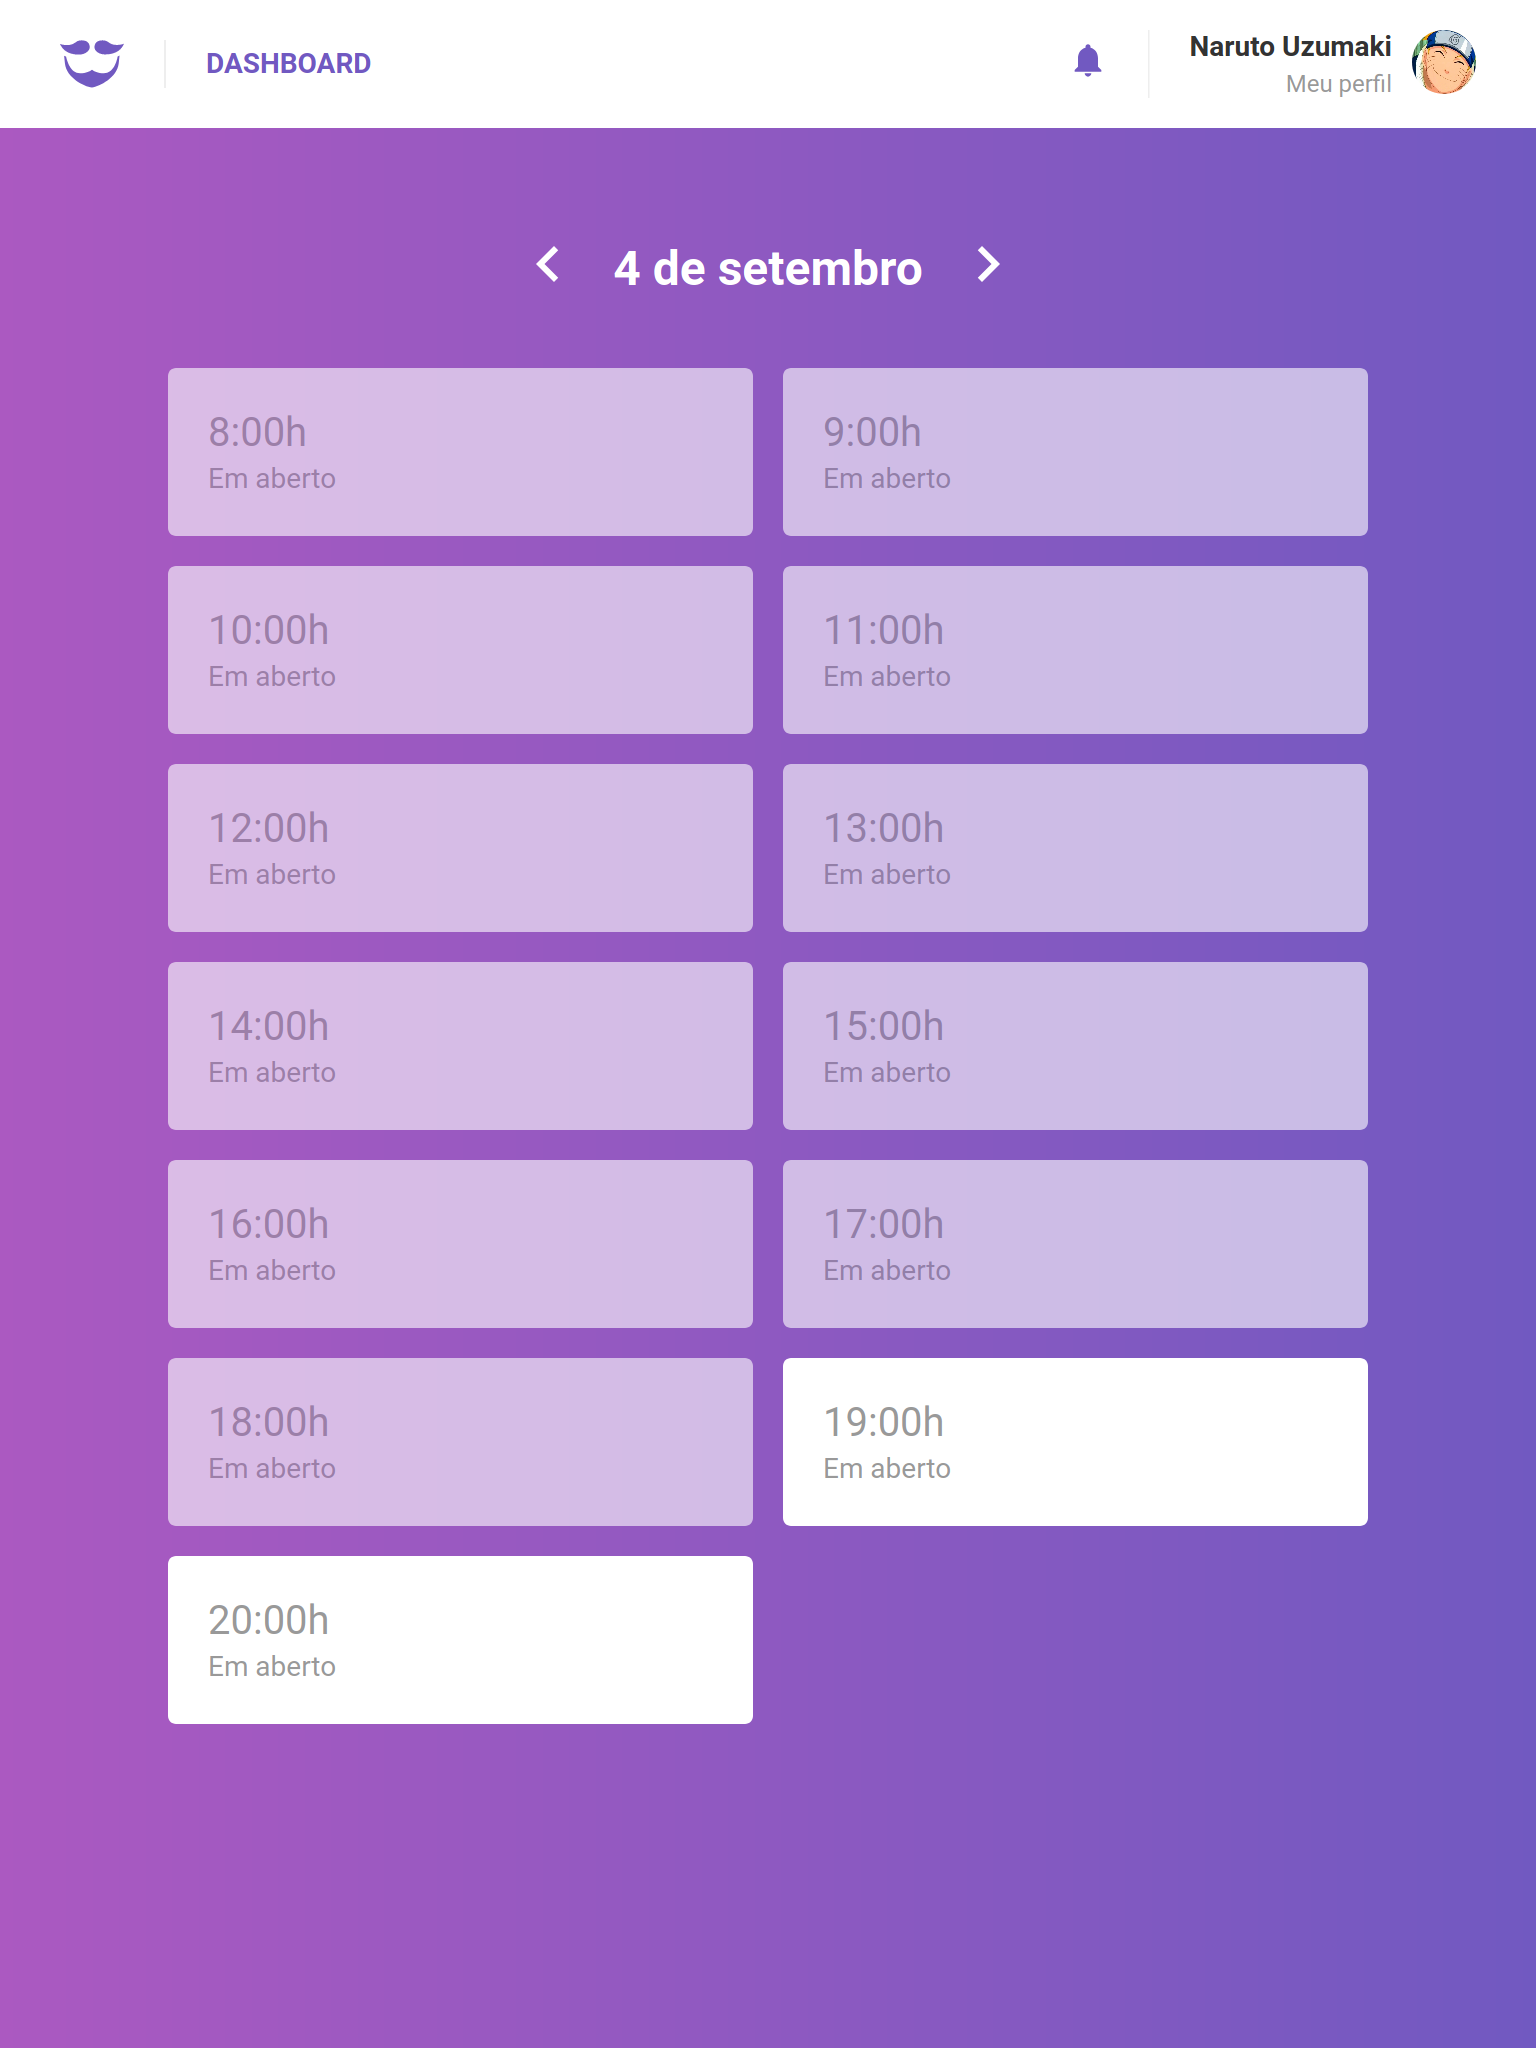 DASHBOARD
Naruto Uzumaki
Meu perfil
4 de setembro
8:00h
Em aberto
9:00h
Em aberto
10:00h
Em aberto
11:00h
Em aberto
12:00h
Em aberto
13:00h
Em aberto
14:00h
Em aberto
15:00h
Em aberto
16:00h
Em aberto
17:00h
Em aberto
18:00h
Em aberto
19:00h
Em aberto
20:00h
Em aberto